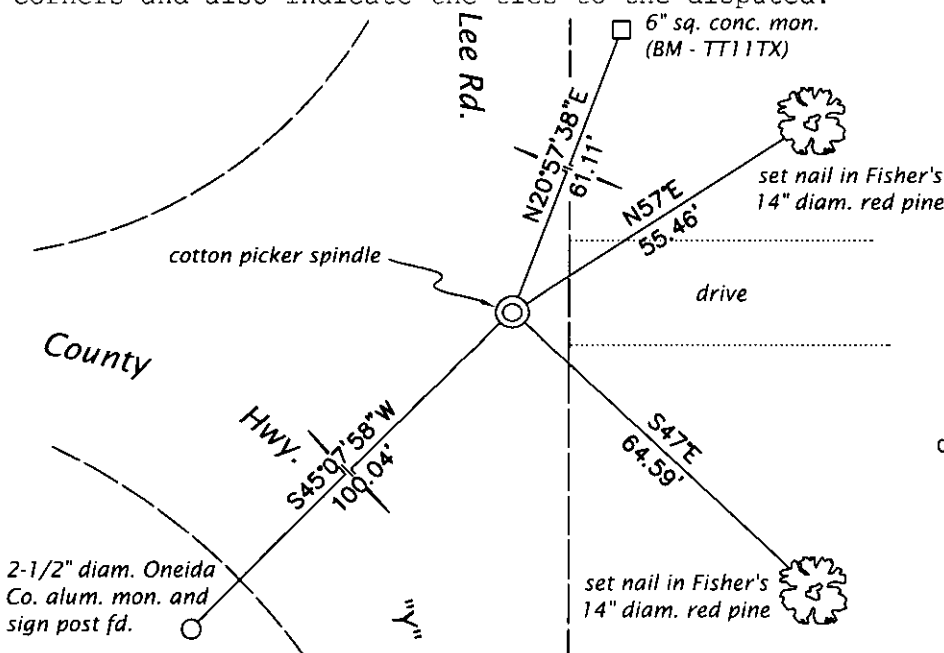 corners and also indicate the ties to the disputed.
Lee Rd.
6" sq. conc. mon.
(BM - TT11TX)
N20°57'38"E
61.11'
set nail in Fisher's
14" diam. red pine
N57°E
55.46'
cotton picker spindle
drive
County
Hwy.
S45°07'58"W
100.04'
S47°E
64.59'
2-1/2" diam. Oneida
Co. alum. mon. and
sign post fd.
"Y"
set nail in Fisher's
14" diam. red pine